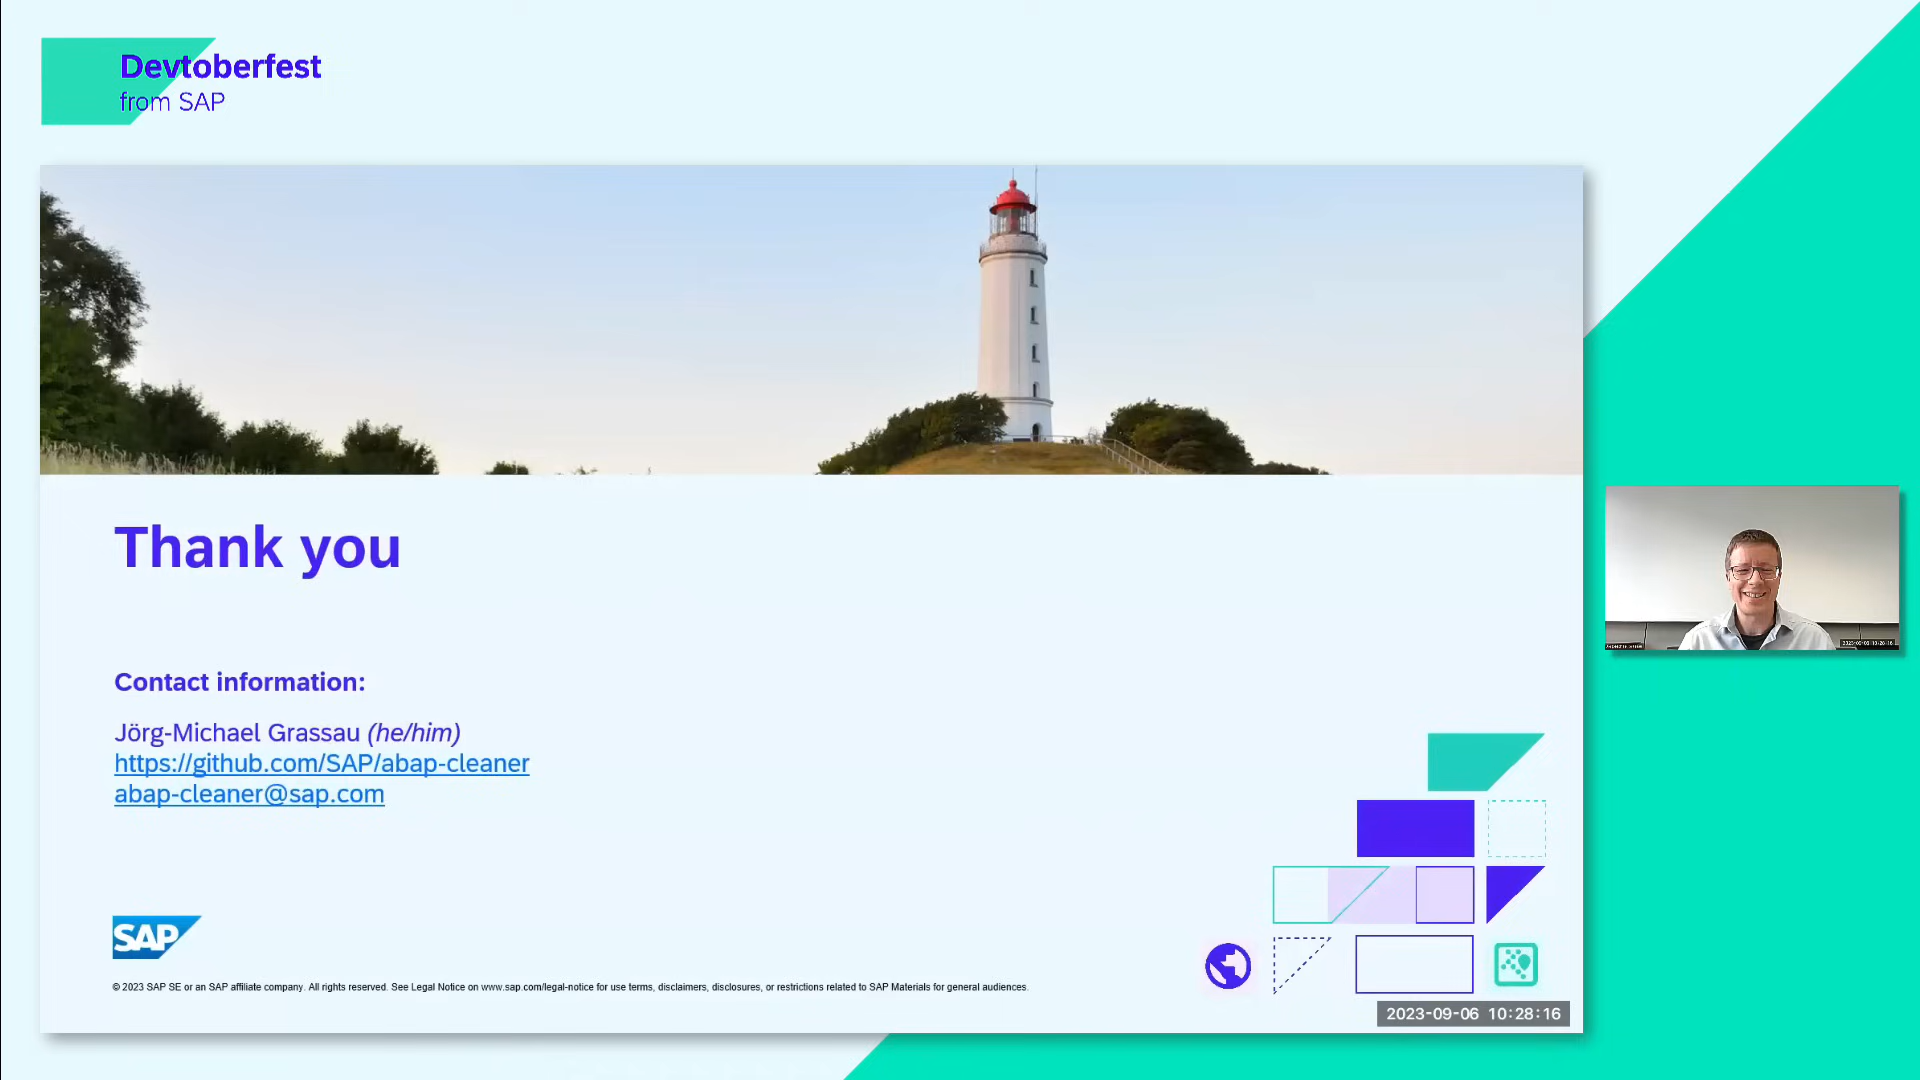 Devtoberfest
from SAP
Thank you
Contact information:
Jörg-Michael Grassau (he/him)
https://github.com/SAP/abap-cleaner
abap-cleaner@sap.com
SAP
© 2023 SAP SE or an SAP affiliate company. All rights reserved. See Legal Notice on www.sap.com/legal-notice for use terms, disclaimers, disclosures, or restrictions related to SAP Materials for general audiences.
2023-09-06 10:28:16